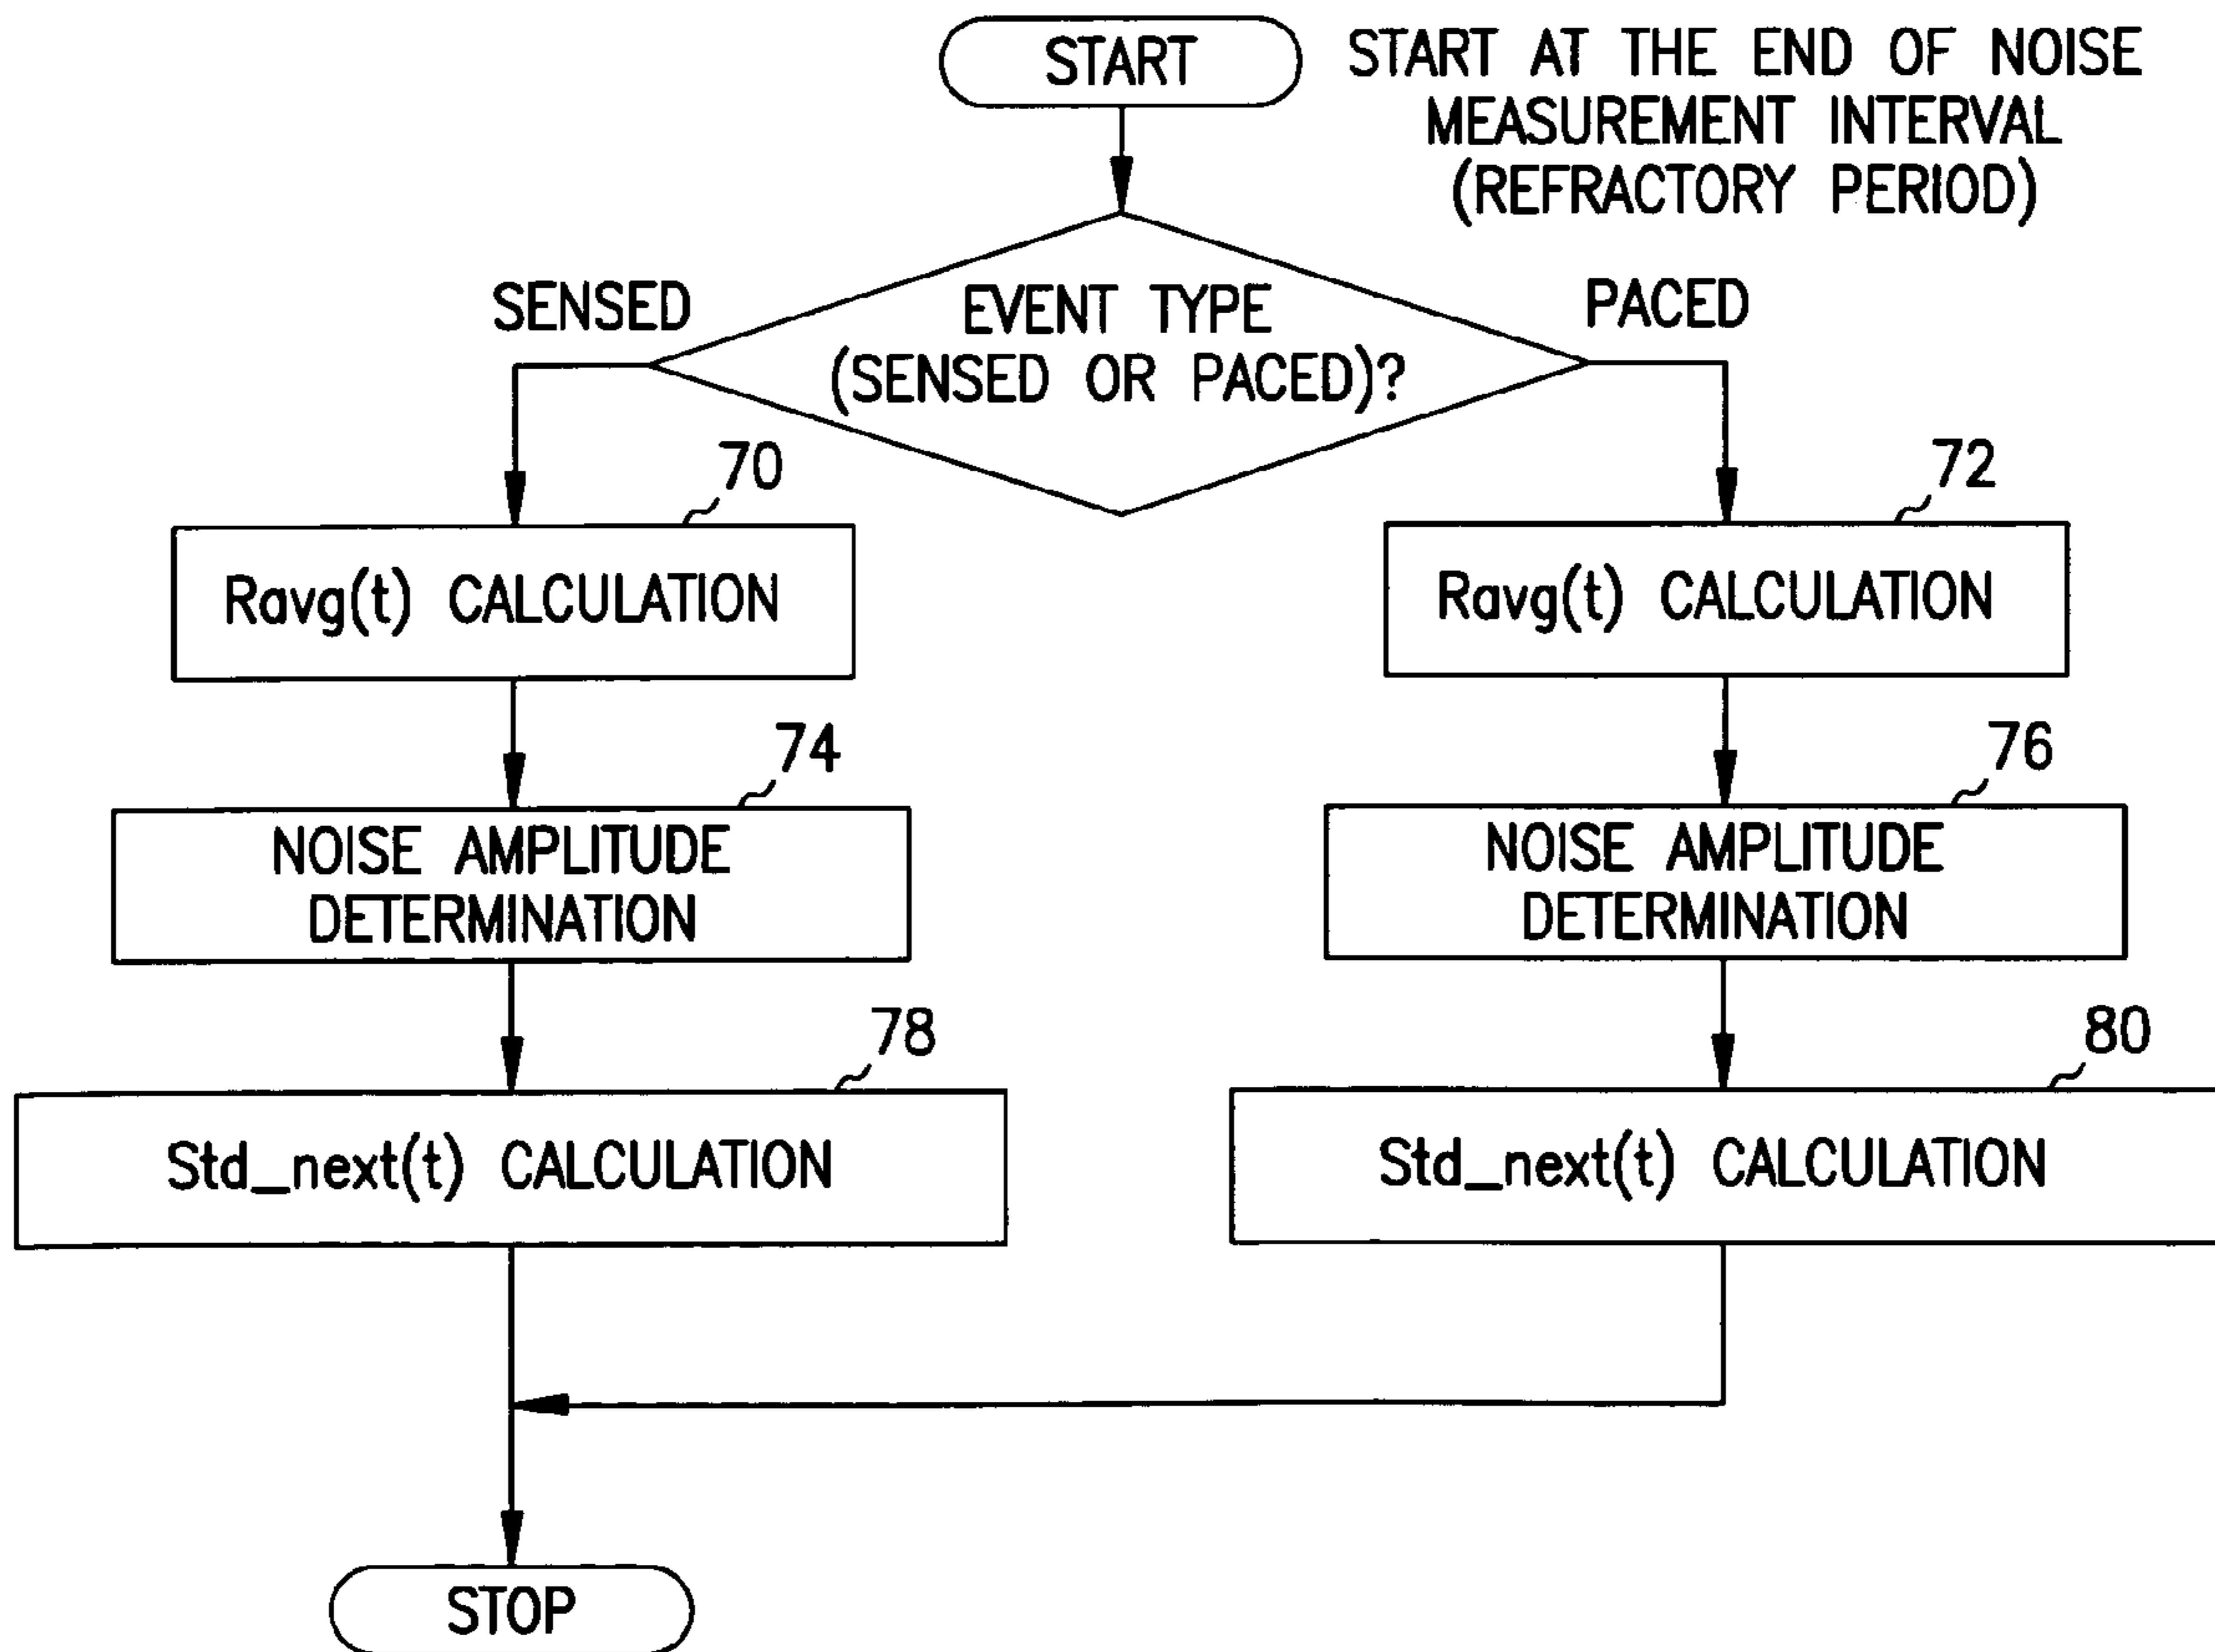 START
START AT THE END OF NOISE
MEASUREMENT INTERVAL
(REFRACTORY PERIOD)
SENSED
EVENT TYPE
(SENSED OR PACED)?
PACED
70
72
Ravg(t) CALCULATION
Ravg(t) CALCULATION
74
76
NOISE AMPLITUDE
DETERMINATION
NOISE AMPLITUDE
DETERMINATION
78
80
Std_next(t) CALCULATION
Std_next(t) CALCULATION
STOP